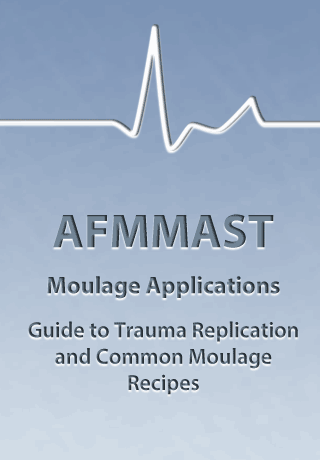 AFMMAST
Moulage Applications
Guide to Trauma Replication
and Common Moulage
Recipes